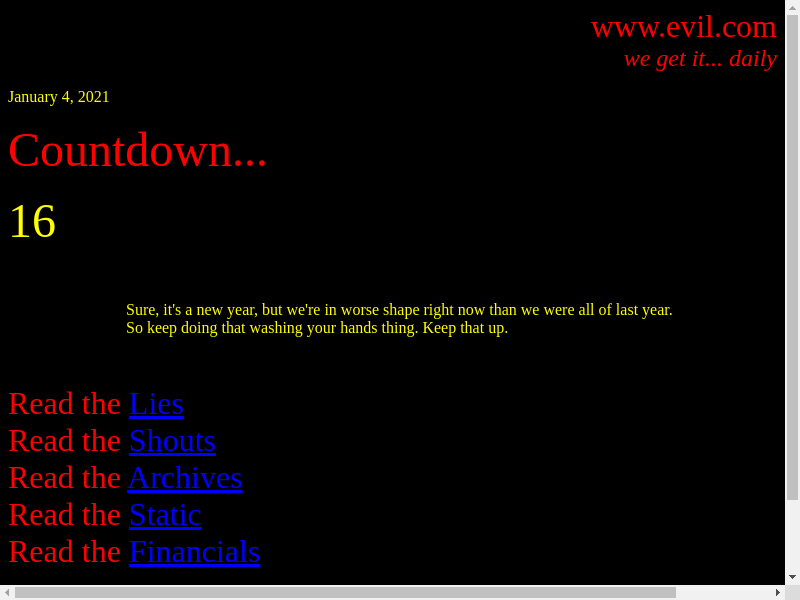 www.evil.com
we get it... daily
January 4, 2021
Countdown...
16
Sure, it's a new year, but we're in worse shape right now than we were all of last year.
So keep doing that washing your hands thing. Keep that up.
Read the Lies
Read the Shouts
Read the Archives
Read the Static
Read the Financials